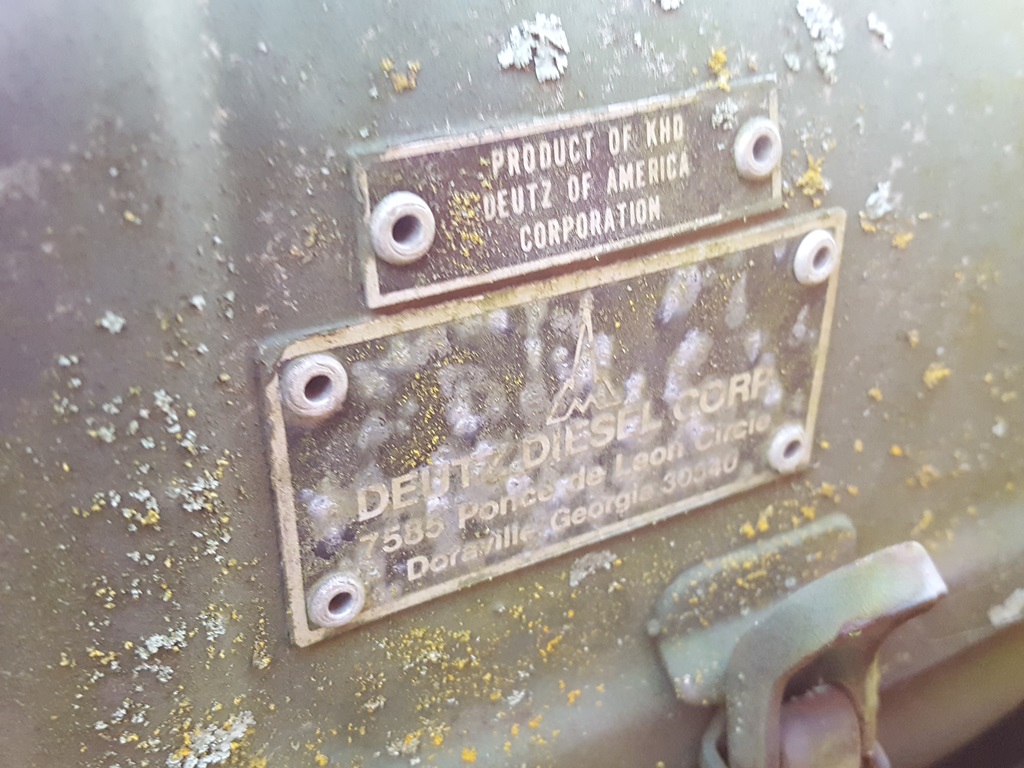 PRODUCT OF KHD
DEUTZ OF AMERICA
CORPORATION
DEUTZ DIESEL CORP.
7585 Ponce de Leon Circle
Doraville, Georgia 30340